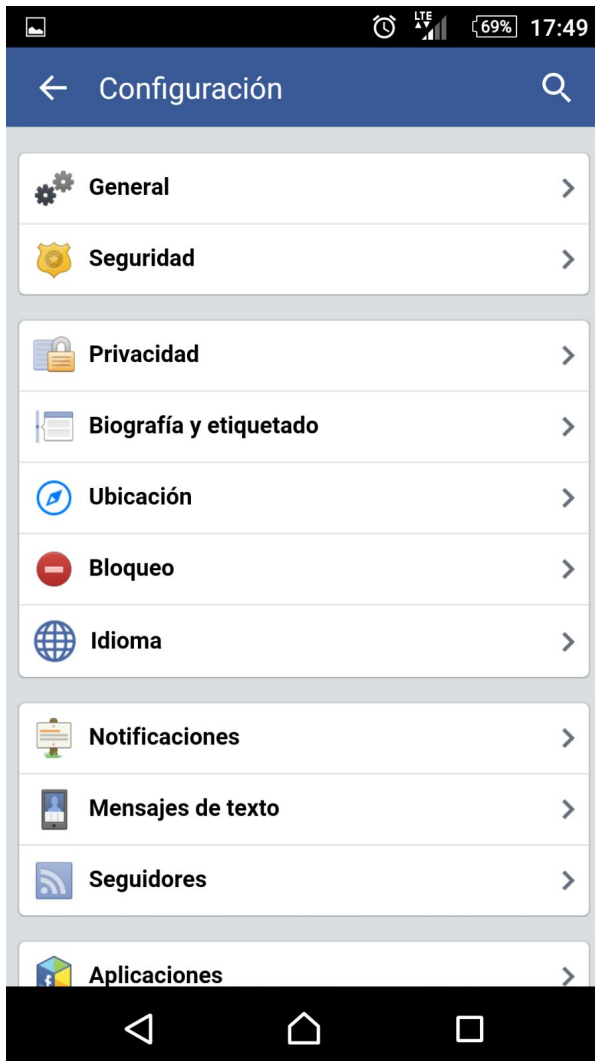 LTE 69% 17:49
Configuración
General
Seguridad
Privacidad
Biografía y etiquetado
Ubicación
Bloqueo
Idioma
Notificaciones
Mensajes de texto
Seguidores
Aplicaciones